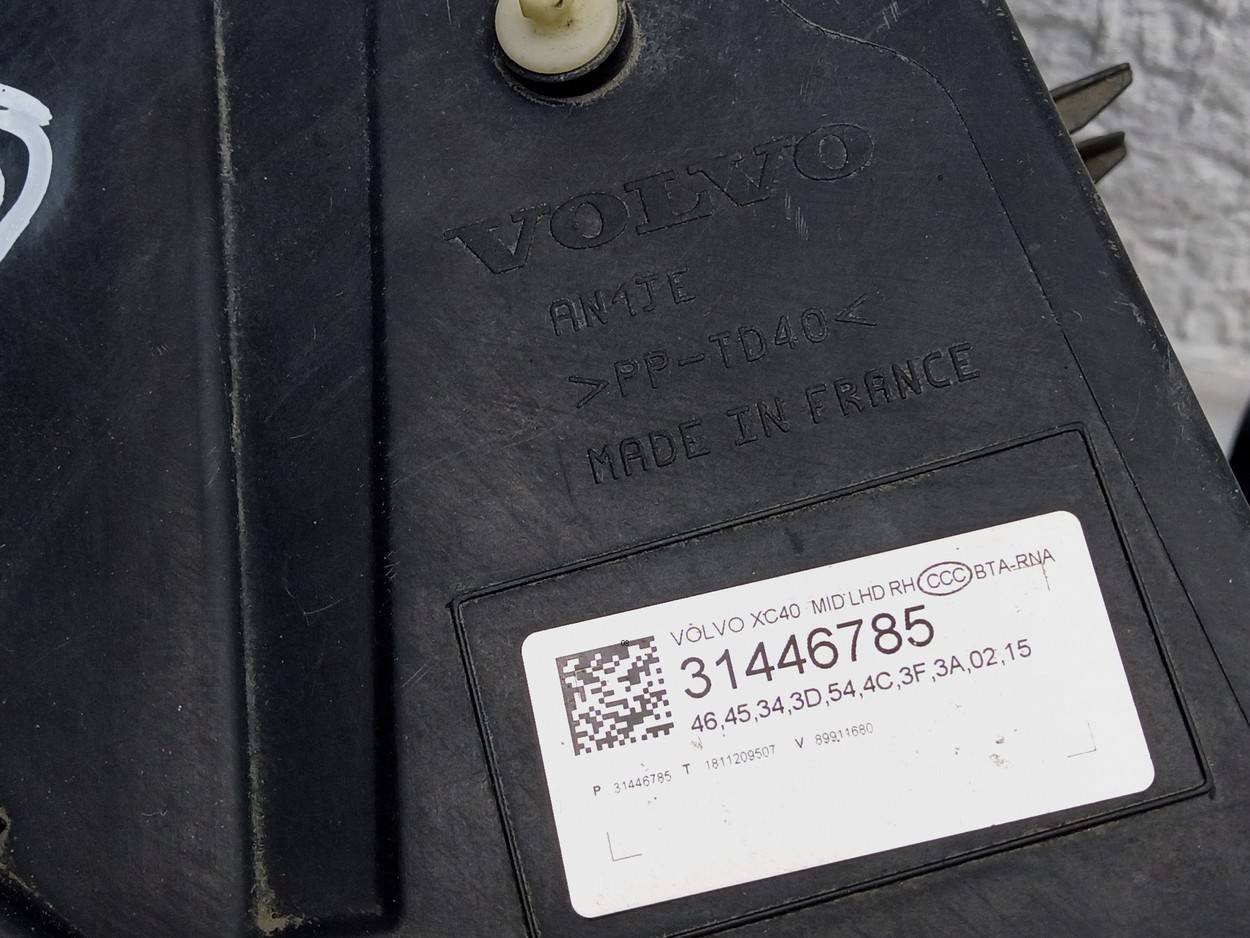 VOLVO
AN4JE
>PP-TD40<
MADE IN FRANCE
VOLVO XC40 MID LHD RH CCC BTA-RNA
31446785
46,45,34,3D,54,4C,3F,3A,02,15
P 31446785 T 1811209507 V 89911680